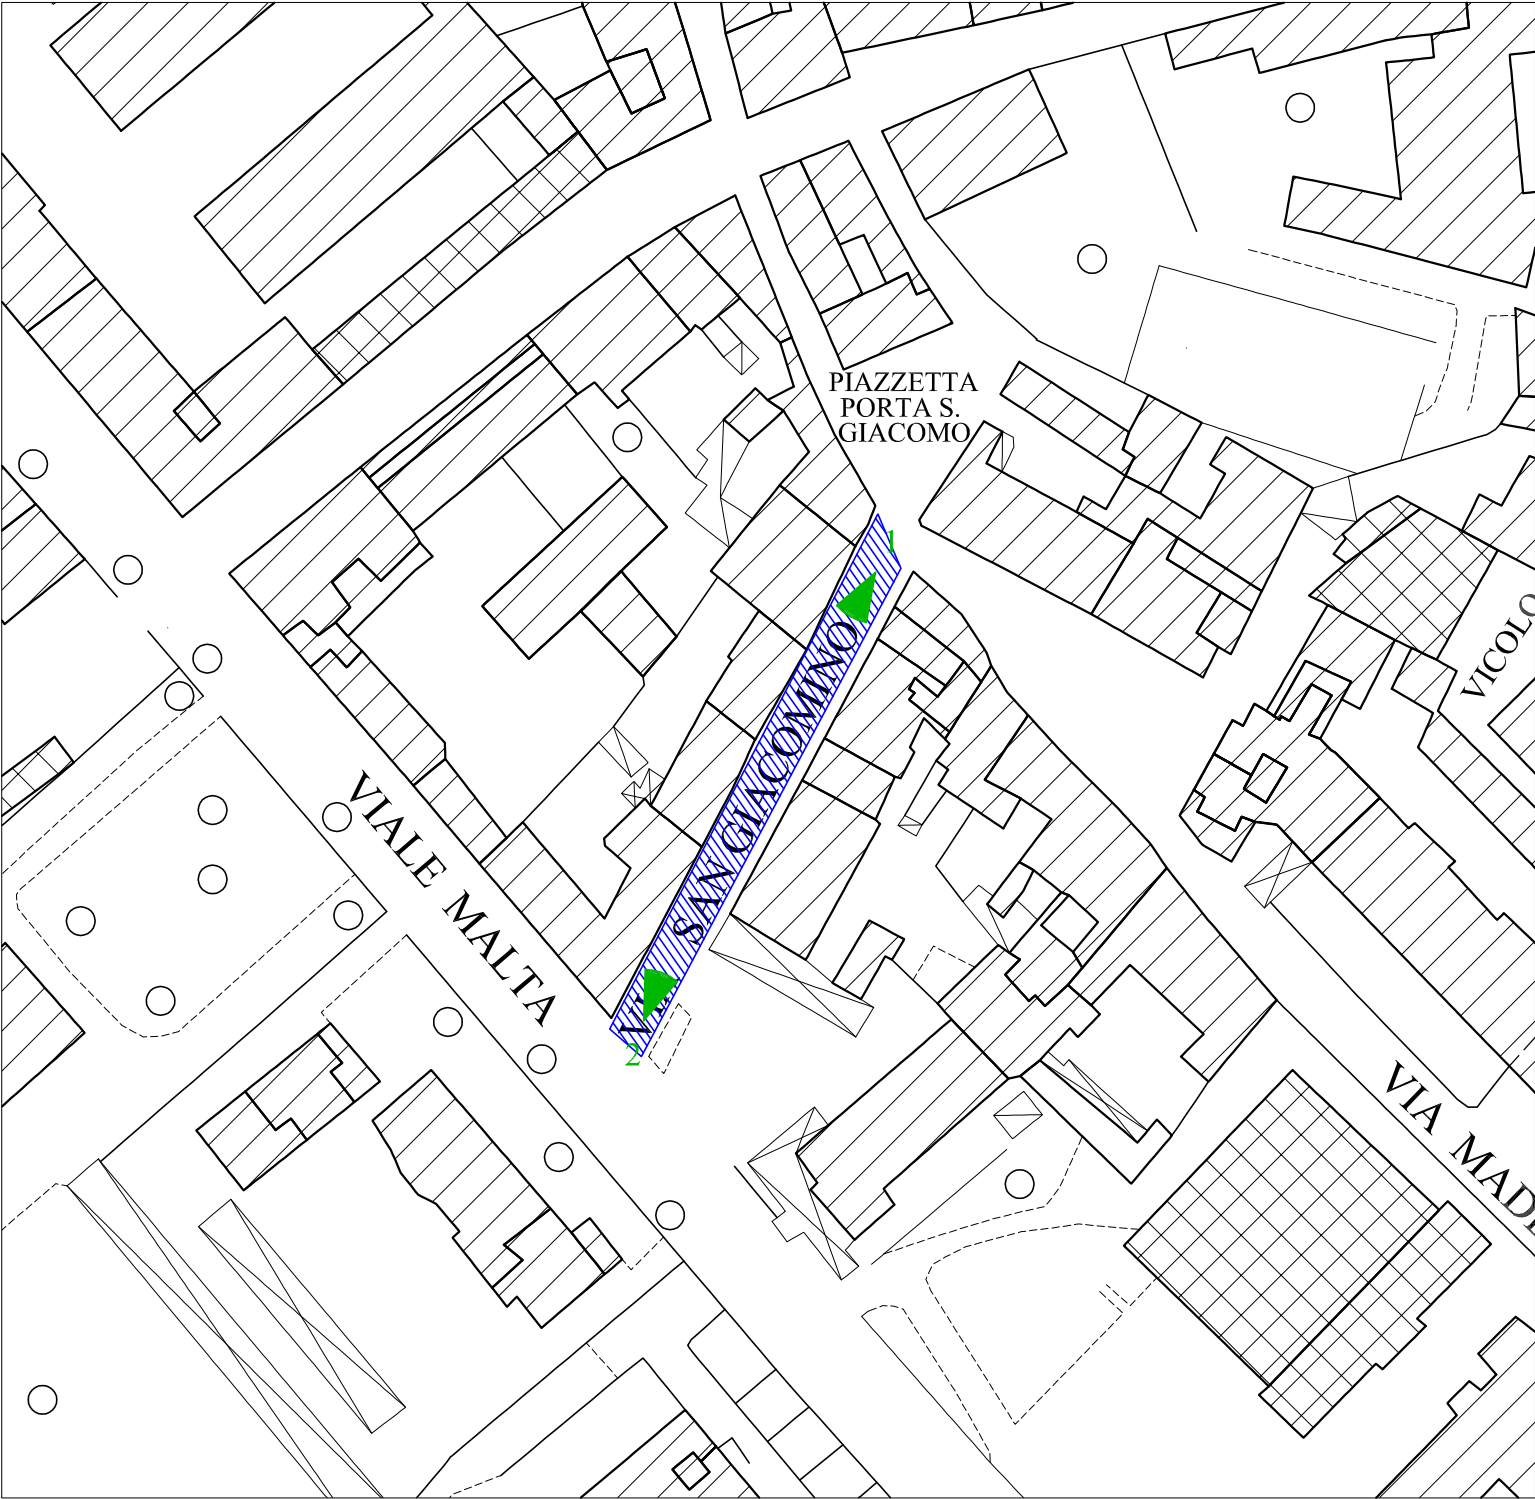 PIAZZETTA
PORTA S.
GIACOMO
1
VICOLO
VIA SAN GIACOMINO
VIALE MALTA
2
VIA MAD